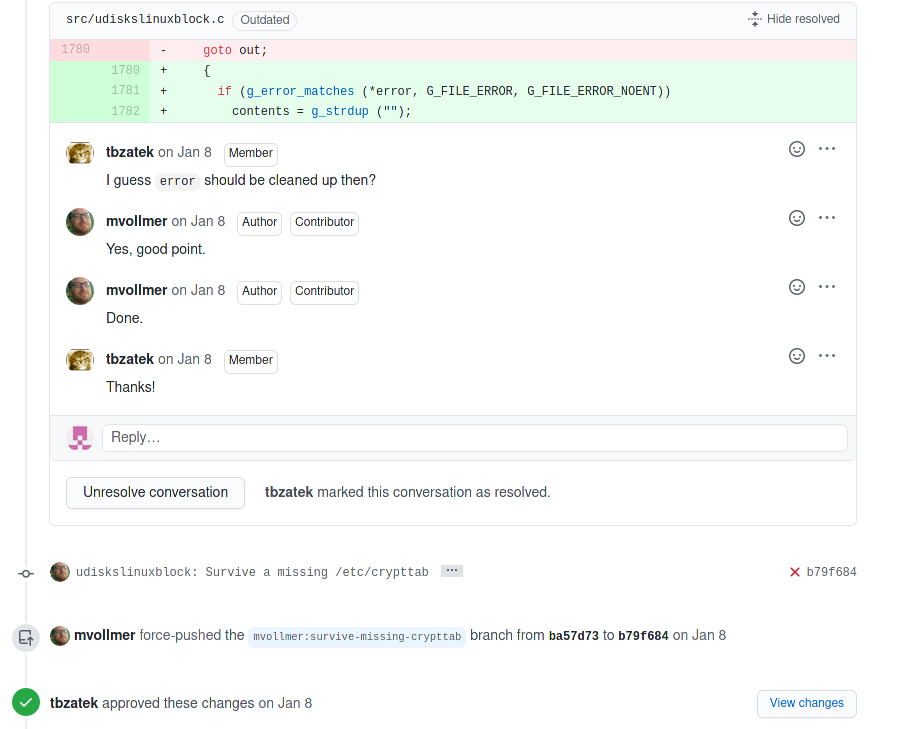 src/udiskslinuxblock.c Outdated Hide resolved
1780 - goto out;
1780 + {
1781 + if (g_error_matches (*error, G_FILE_ERROR, G_FILE_ERROR_NOENT))
1782 + contents = g_strdup ("");
tbzatek on Jan 8 Member
I guess error should be cleaned up then?
mvollmer on Jan 8 Author Contributor
Yes, good point.
mvollmer on Jan 8 Author Contributor
Done.
tbzatek on Jan 8 Member
Thanks!
Reply…
Unresolve conversation tbzatek marked this conversation as resolved.
udiskslinuxblock: Survive a missing /etc/crypttab … b79f684
mvollmer force-pushed the mvollmer:survive-missing-crypttab branch from ba57d73 to b79f684 on Jan 8
tbzatek approved these changes on Jan 8 View changes